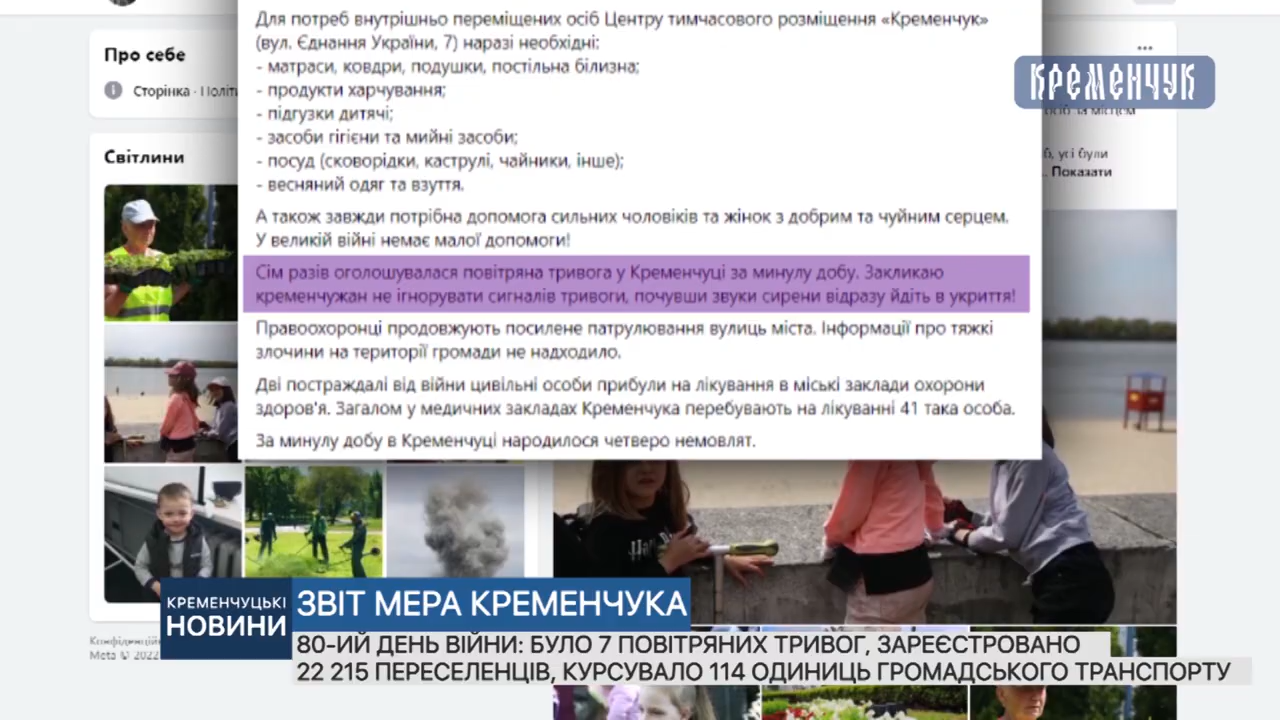 Для потреб внутрішньо переміщених осіб Центру тимчасового розміщення «Кременчук»
(вул. Єднання України, 7) наразі необхідні:
- матраси, ковдри, подушки, постільна білизна;
- продукти харчування;
- підгузки дитячі;
- засоби гігієни та мийні засоби;
- посуд (сковорідки, каструлі, чайники, інше);
- весняний одяг та взуття.
А також завжди потрібна допомога сильних чоловіків та жінок з добрим та чуйним серцем.
У великій війні немає малої допомоги!
Сім разів оголошувалася повітряна тривога у Кременчуці за минулу добу. Закликаю
кременчужан не ігнорувати сигналів тривоги, почувши звуки сирени відразу йдіть в укриття!
Правоохоронці продовжують посилене патрулювання вулиць міста. Інформації про тяжкі
злочини на території громади не надходило.
Дві постраждалі від війни цивільні особи прибули на лікування в міські заклади охорони
здоров'я. Загалом у медичних закладах Кременчука перебувають на лікуванні 41 така особа.
За минулу добу в Кременчуці народилося четверо немовлят.
Про себе
Сторінка ·
Світлини
Meta © 2022
КРЕМЕНЧУК
усі були
Показати
КРЕМЕНЧУЦЬКІ
НОВИНИ
ЗВІТ МЕРА КРЕМЕНЧУКА
80-ИЙ ДЕНЬ ВІЙНИ: БУЛО 7 ПОВІТРЯНИХ ТРИВОГ, ЗАРЕЄСТРОВАНО
22 215 ПЕРЕСЕЛЕНЦІВ, КУРСУВАЛО 114 ОДИНИЦЬ ГРОМАДСЬКОГО ТРАНСПОРТУ